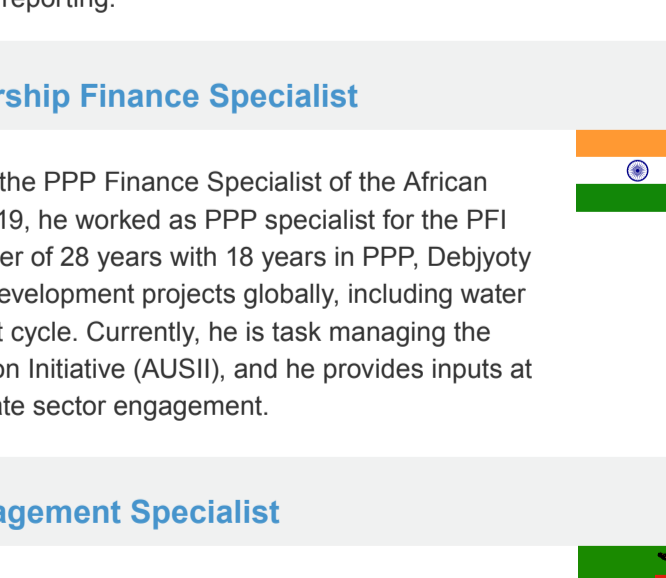 reporting.
rship Finance Specialist
the PPP Finance Specialist of the African
19, he worked as PPP specialist for the PFI
er of 28 years with 18 years in PPP, Debjyoty
evelopment projects globally, including water
t cycle. Currently, he is task managing the
on Initiative (AUSII), and he provides inputs at
ate sector engagement.
agement Specialist